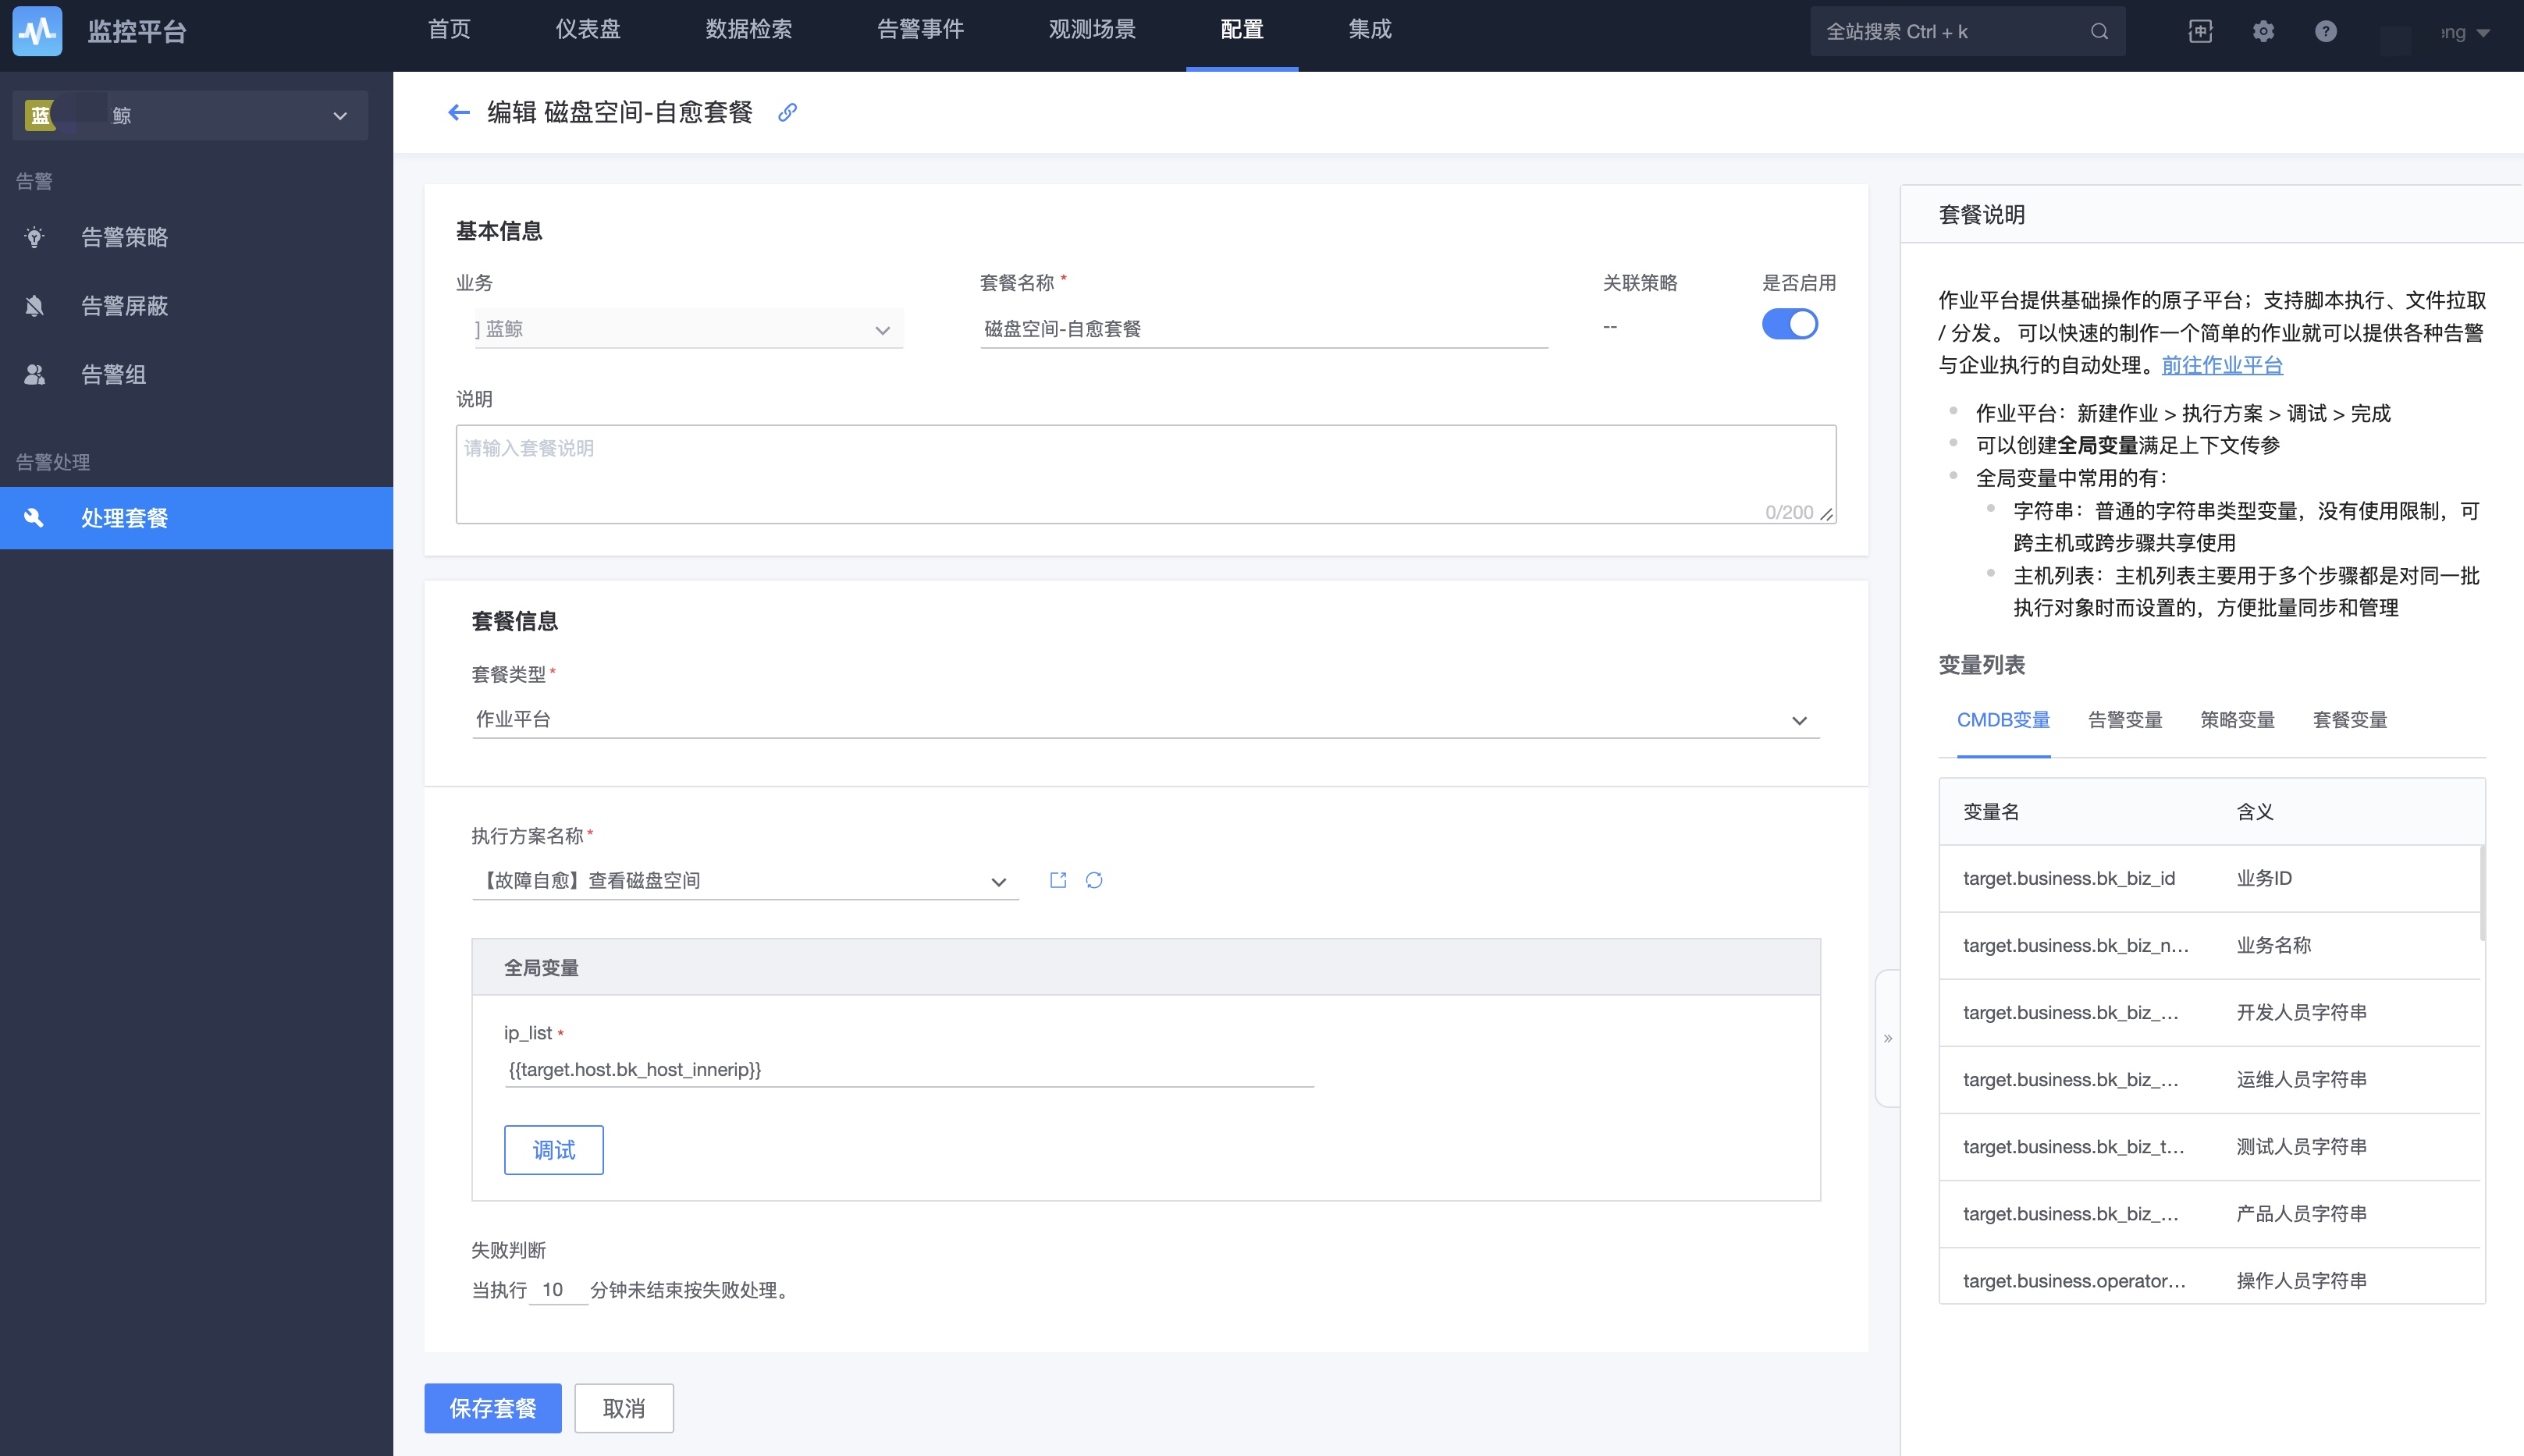 监控平台
首页
仪表盘
数据检索
告警事件
观测场景
配置
集成
全站搜索 Ctrl + k
eng
蓝 鲸
告警
告警策略
告警屏蔽
告警组
告警处理
处理套餐
编辑 磁盘空间-自愈套餐
基本信息
业务
套餐名称 *
关联策略
是否启用
] 蓝鲸
磁盘空间-自愈套餐
--
说明
请输入套餐说明
0/200
套餐信息
套餐类型 *
作业平台
执行方案名称 *
【故障自愈】查看磁盘空间
全局变量
ip_list *
{{target.host.bk_host_innerip}}
调试
失败判断
当执行 10 分钟未结束按失败处理。
保存套餐
取消
»
套餐说明
作业平台提供基础操作的原子平台；支持脚本执行、文件拉取
/ 分发。 可以快速的制作一个简单的作业就可以提供各种告警
与企业执行的自动处理。前往作业平台
作业平台：新建作业 > 执行方案 > 调试 > 完成
可以创建全局变量满足上下文传参
全局变量中常用的有：
字符串：普通的字符串类型变量，没有使用限制，可
跨主机或跨步骤共享使用
主机列表：主机列表主要用于多个步骤都是对同一批
执行对象时而设置的，方便批量同步和管理
变量列表
CMDB变量
告警变量
策略变量
套餐变量
变量名 含义
target.business.bk_biz_id 业务ID
target.business.bk_biz_n... 业务名称
target.business.bk_biz_... 开发人员字符串
target.business.bk_biz_... 运维人员字符串
target.business.bk_biz_t... 测试人员字符串
target.business.bk_biz_... 产品人员字符串
target.business.operator... 操作人员字符串